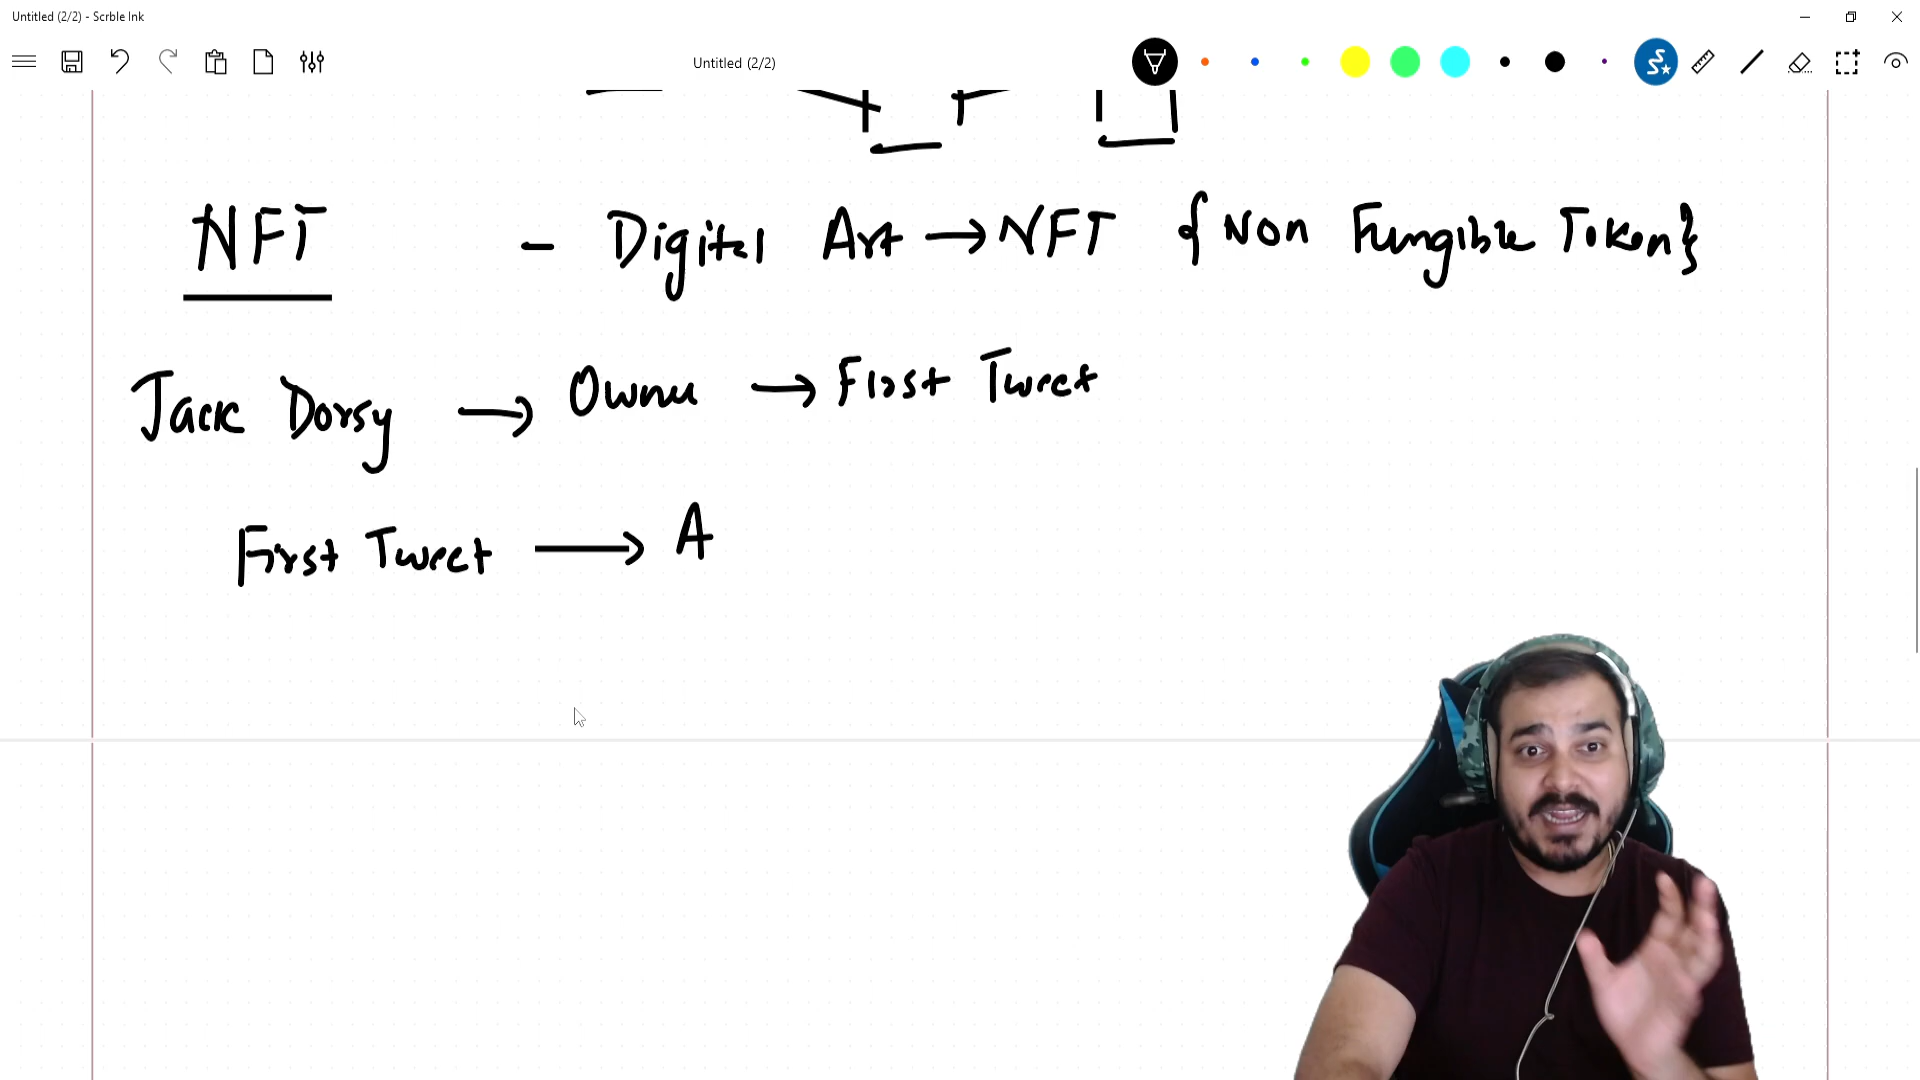 Untitled (2/2) - Scrble Ink
Untitled (2/2)
NFT - Digital Art → NFT {Non Fungible Token}
Jack Dorsy → Owner → First Tweet
First Tweet → A